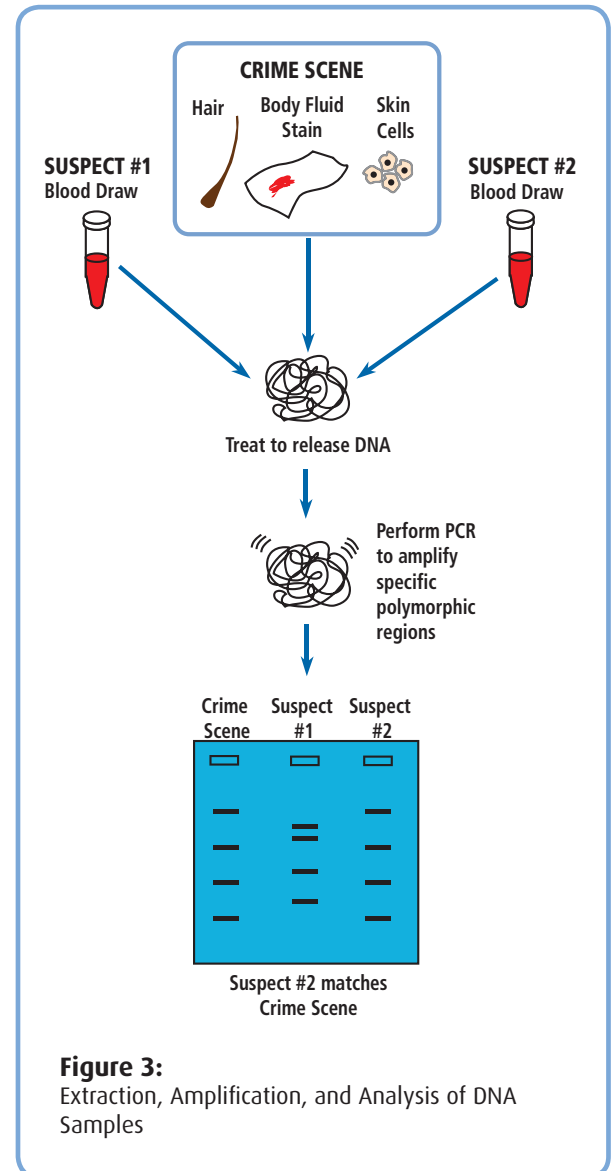 CRIME SCENE
Hair
Body Fluid
Stain
Skin
Cells
SUSPECT #1
Blood Draw
SUSPECT #2
Blood Draw
Treat to release DNA
Perform PCR
to amplify
specific
polymorphic
regions
Crime
Scene
Suspect
#1
Suspect
#2
Suspect #2 matches
Crime Scene
Figure 3:
Extraction, Amplification, and Analysis of DNA
Samples